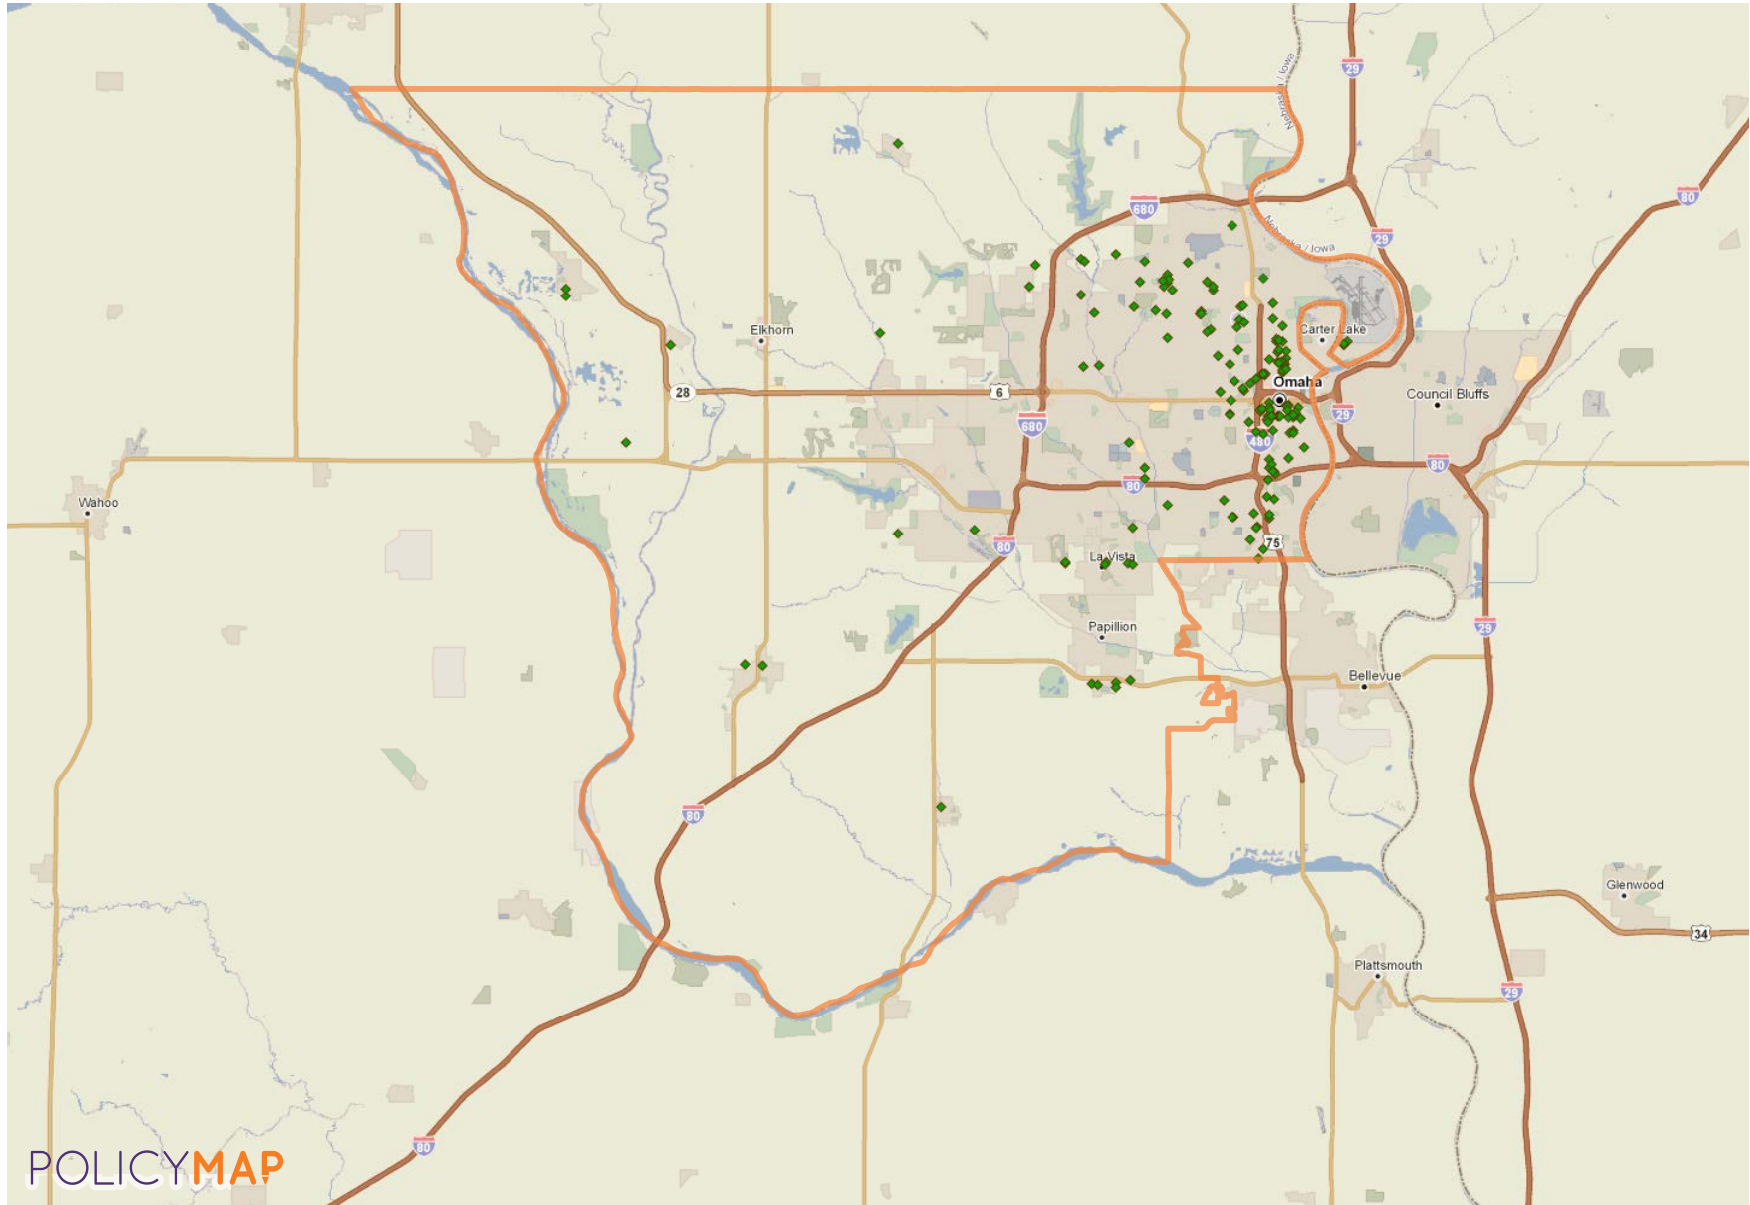 29
Nebraska / Iowa
80
680
Nebraska / Iowa
29
Elkhorn
Carter Lake
Omaha
28
6
Council Bluffs
29
680
480
80
80
Wahoo
80
75
La Vista
Papillion
29
Bellevue
80
Glenwood
34
Plattsmouth
29
80
POLICYMAP